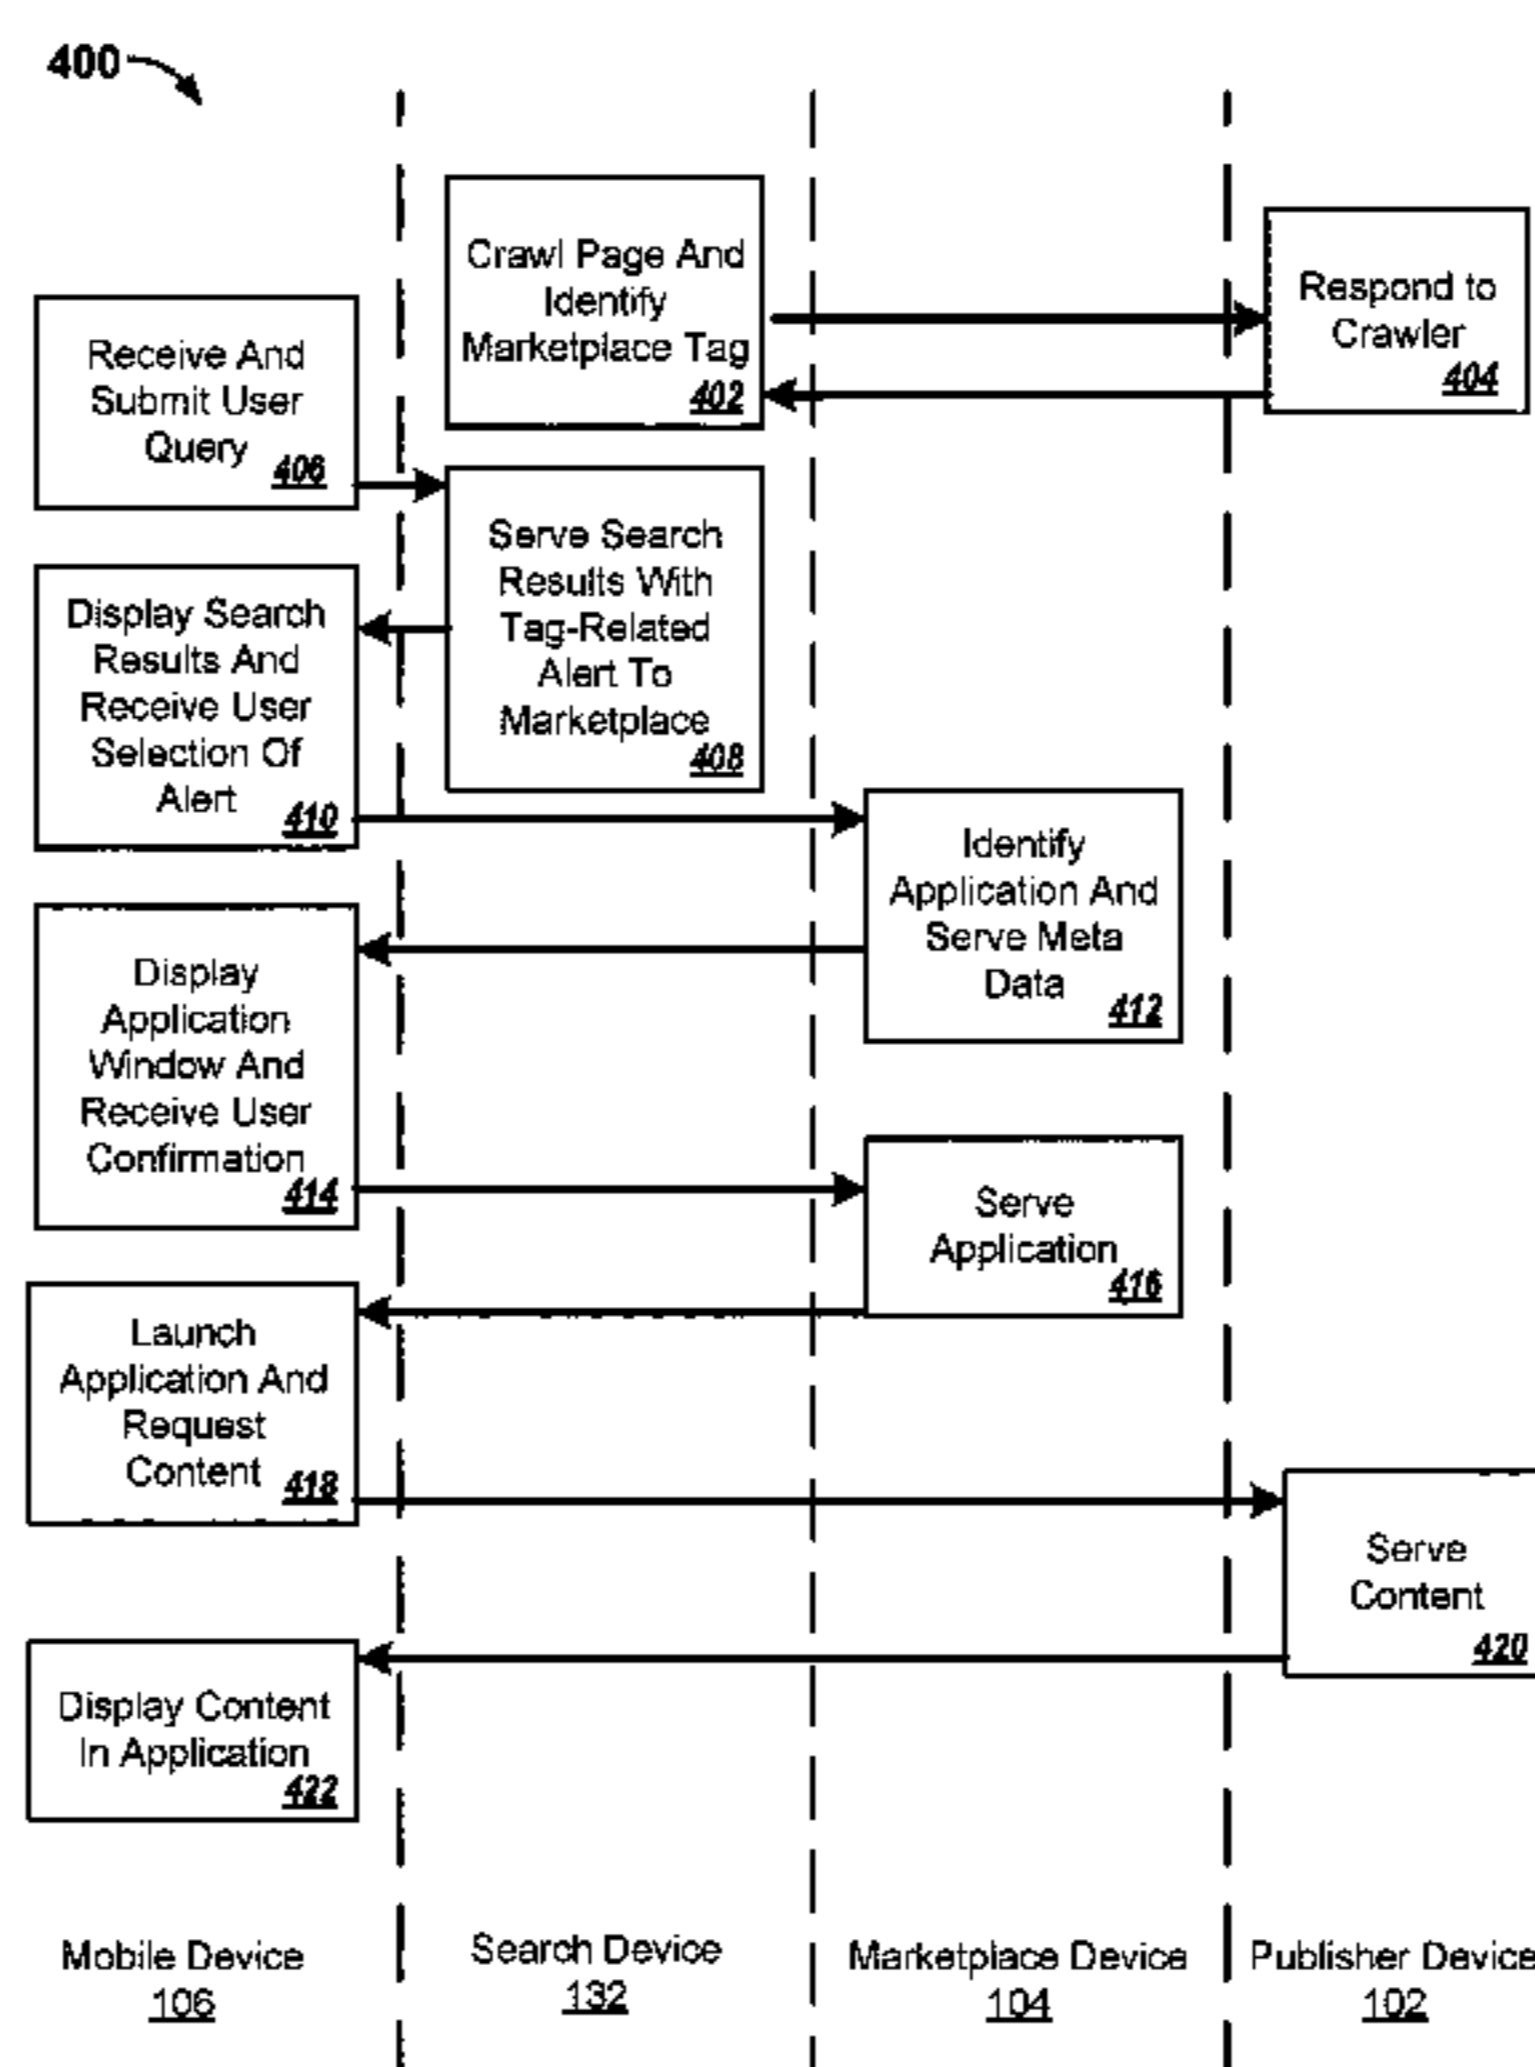 400
Crawl Page And
Identify
Marketplace Tag
402
Respond to
Crawler
404
Receive And
Submit User
Query
406
Serve Search
Results With
Tag-Related
Alert To
Marketplace
408
Display Search
Results And
Receive User
Selection Of
Alert
410
Identify
Application And
Serve Meta
Data
412
Display
Application
Window And
Receive User
Confirmation
414
Serve
Application
416
Launch
Application And
Request
Content
418
Serve
Content
420
Display Content
In Application
422
Mobile Device
106
Search Device
132
Marketplace Device
104
Publisher Device
102